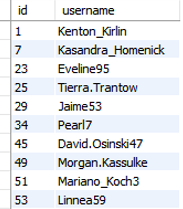 id username
1 Kenton_Kirlin
7 Kasandra_Homenick
23 Eveline95
25 Tierra.Trantow
29 Jaime53
34 Pearl7
45 David.Osinski47
49 Morgan.Kassulke
51 Mariano_Koch3
53 Linnea59